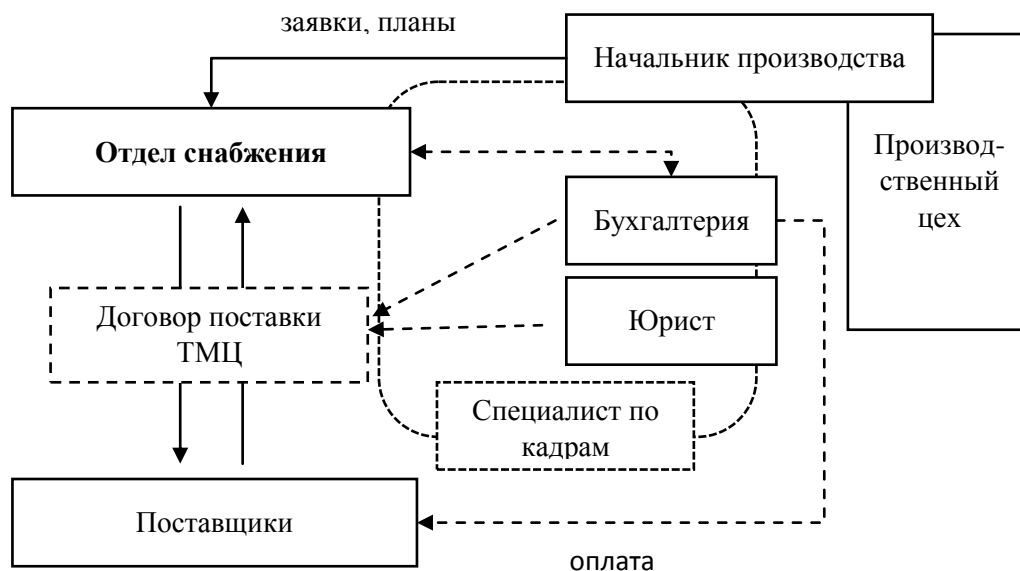 заявки, планы
Начальник производства
Отдел снабжения
Производ-
ственный
цех
Бухгалтерия
Договор поставки
ТМЦ
Юрист
Специалист по
кадрам
Поставщики
оплата